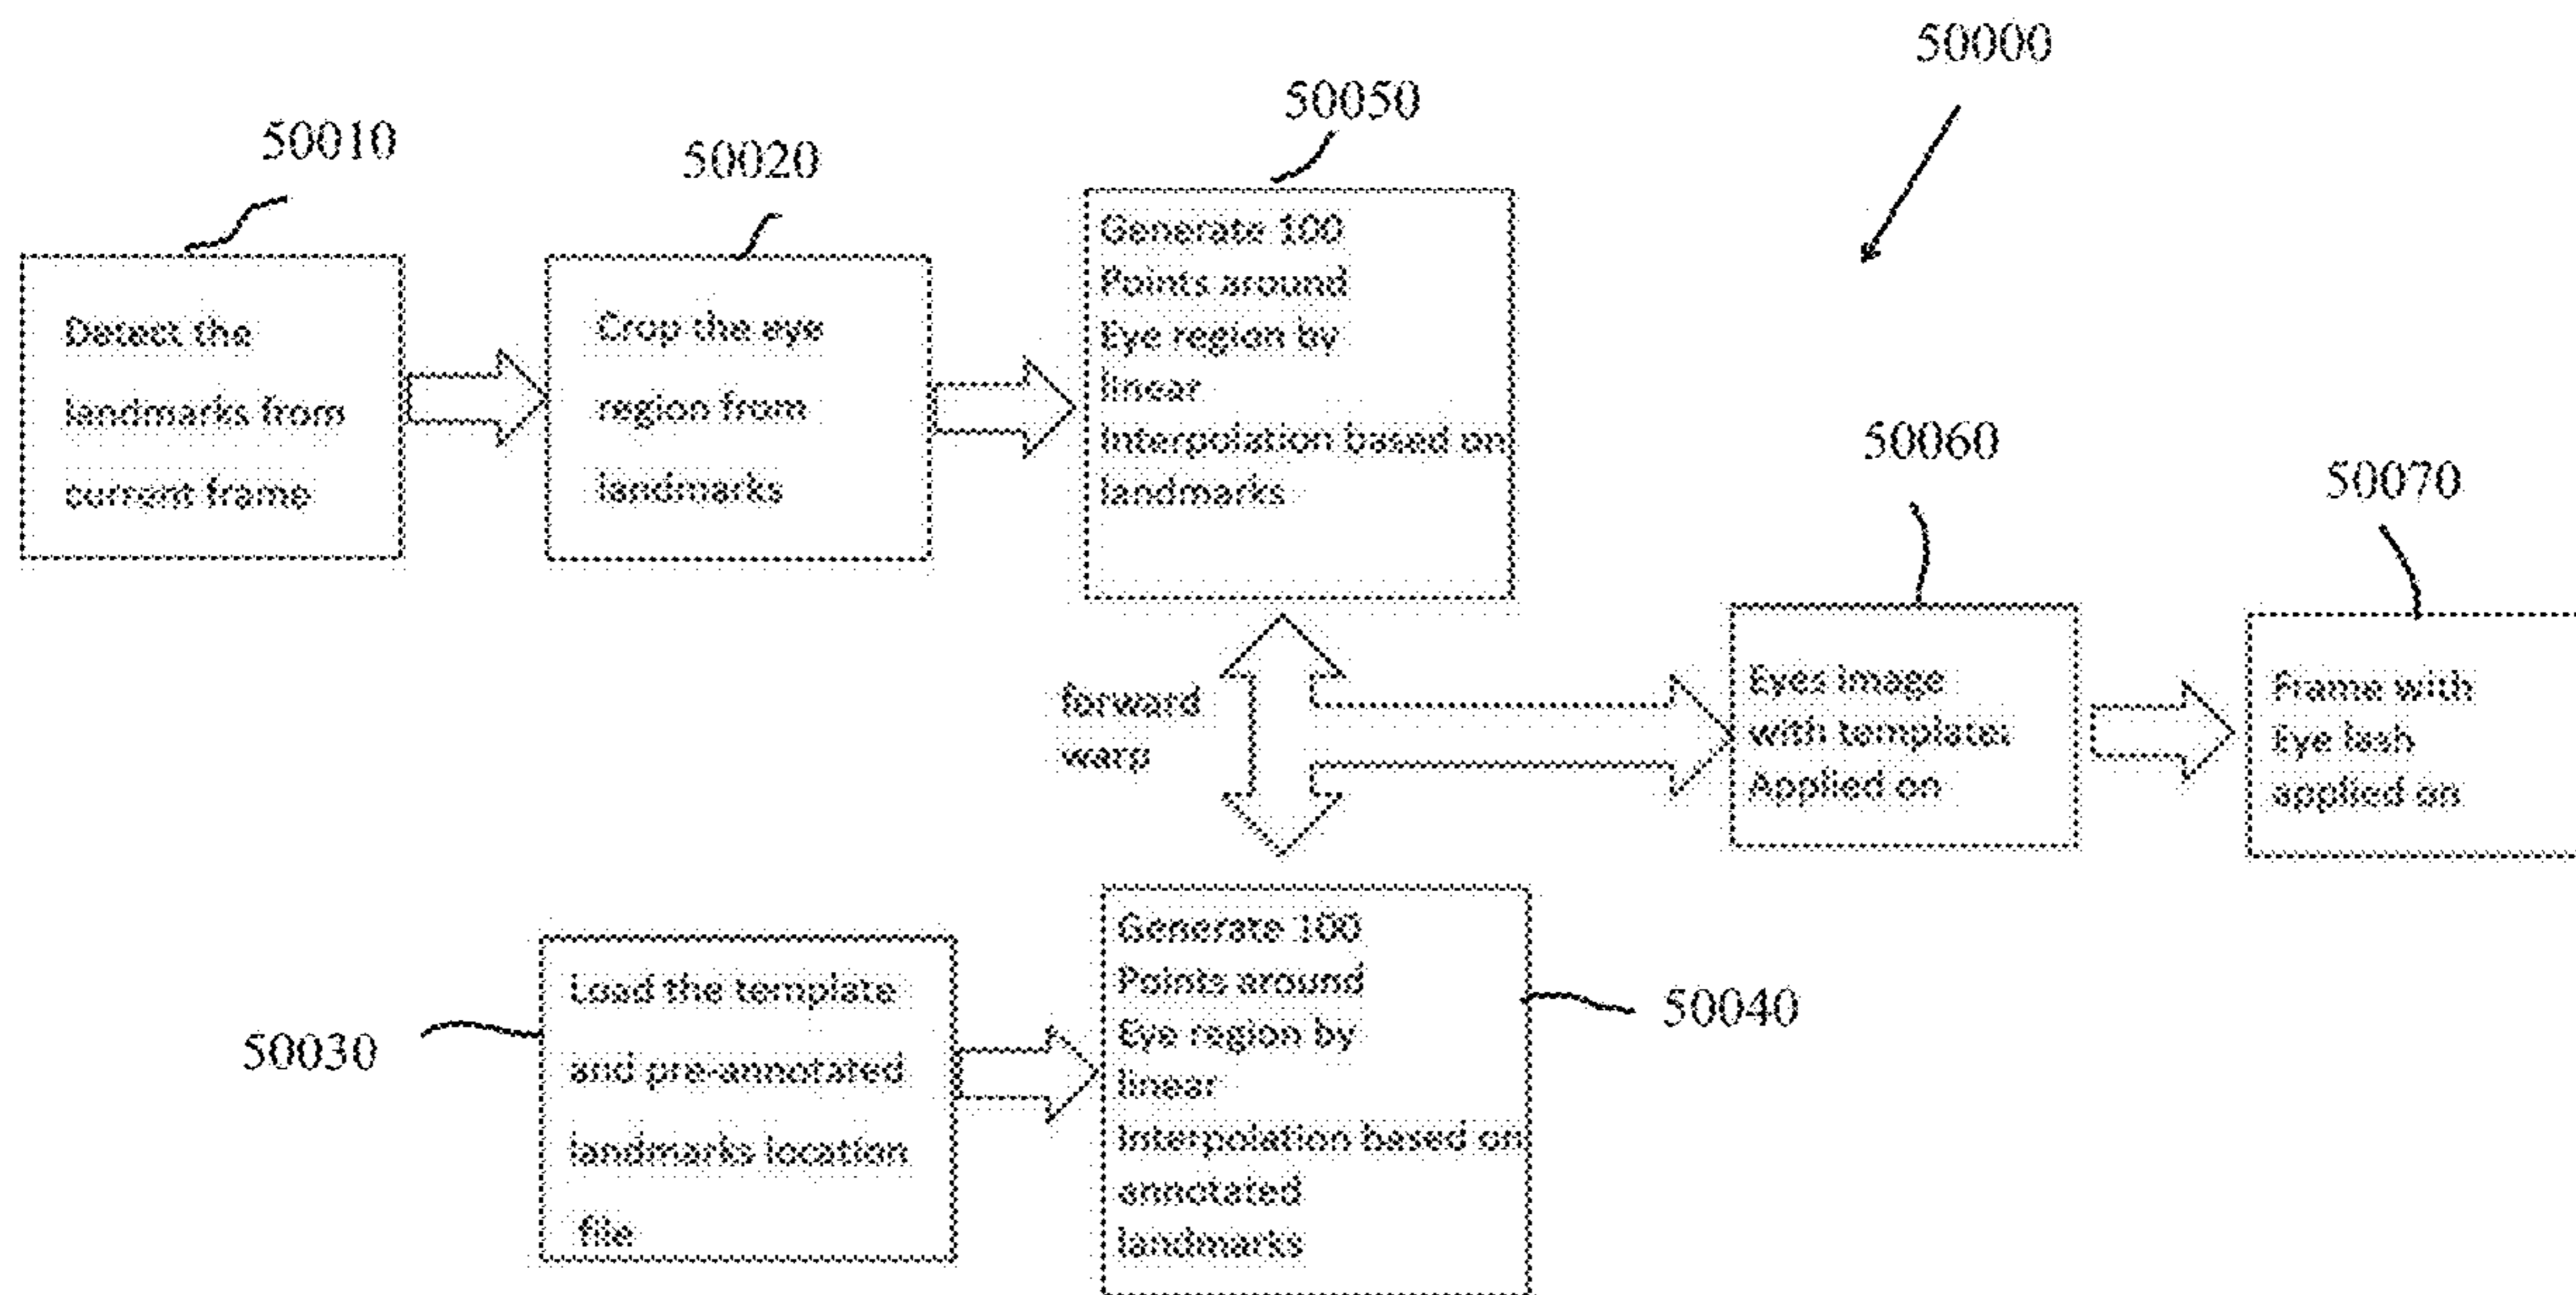 50000
50050
50010
50020
Detect the
landmarks from
current frame
Crop the eye
region from
landmarks
Generate 100
Points around
Eye region by
linear
Interpolation based on
landmarks
50060
50070
forward
warp
Eyes image
with templates
Applied on
Frame with
Eye lash
applied on
50030
Load the template
and pre-annotated
landmarks location
file
Generate 100
Points around
Eye region by
linear
Interpolation based on
annotated
landmarks
50040